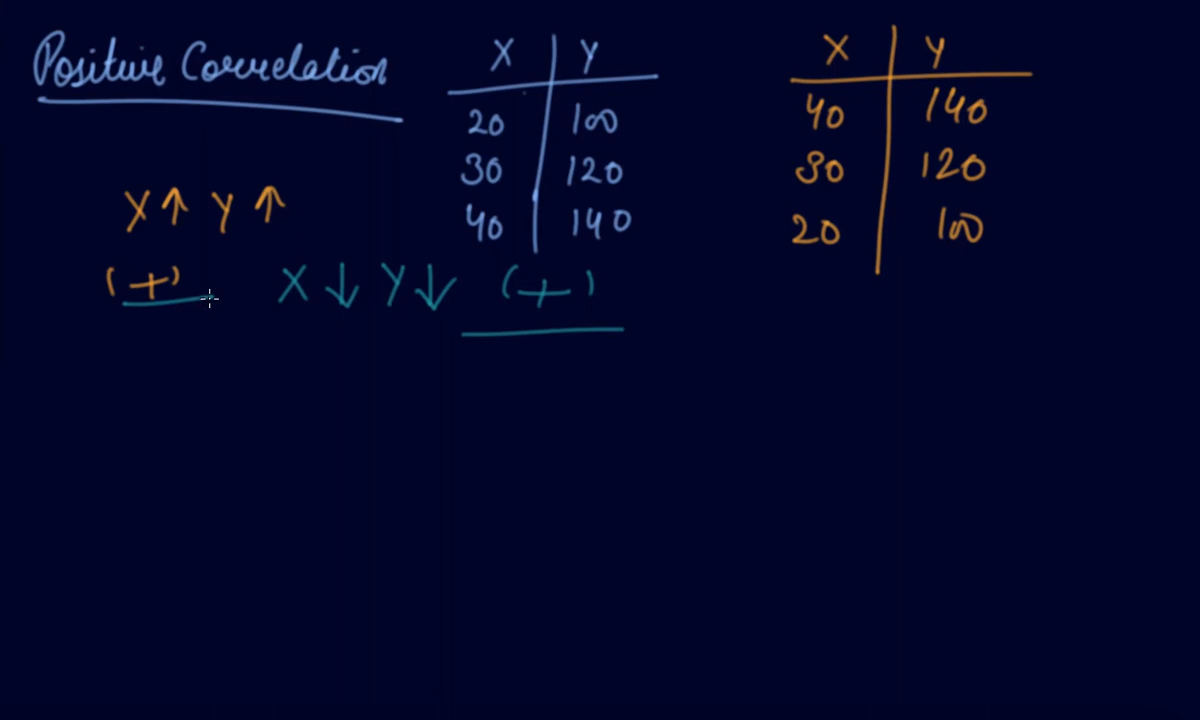 Positive Correlation
X ↑ Y ↑
(+)
X ↓ Y ↓ (+)
X Y
20 100
30 120
40 140
X Y
40 140
30 120
20 100